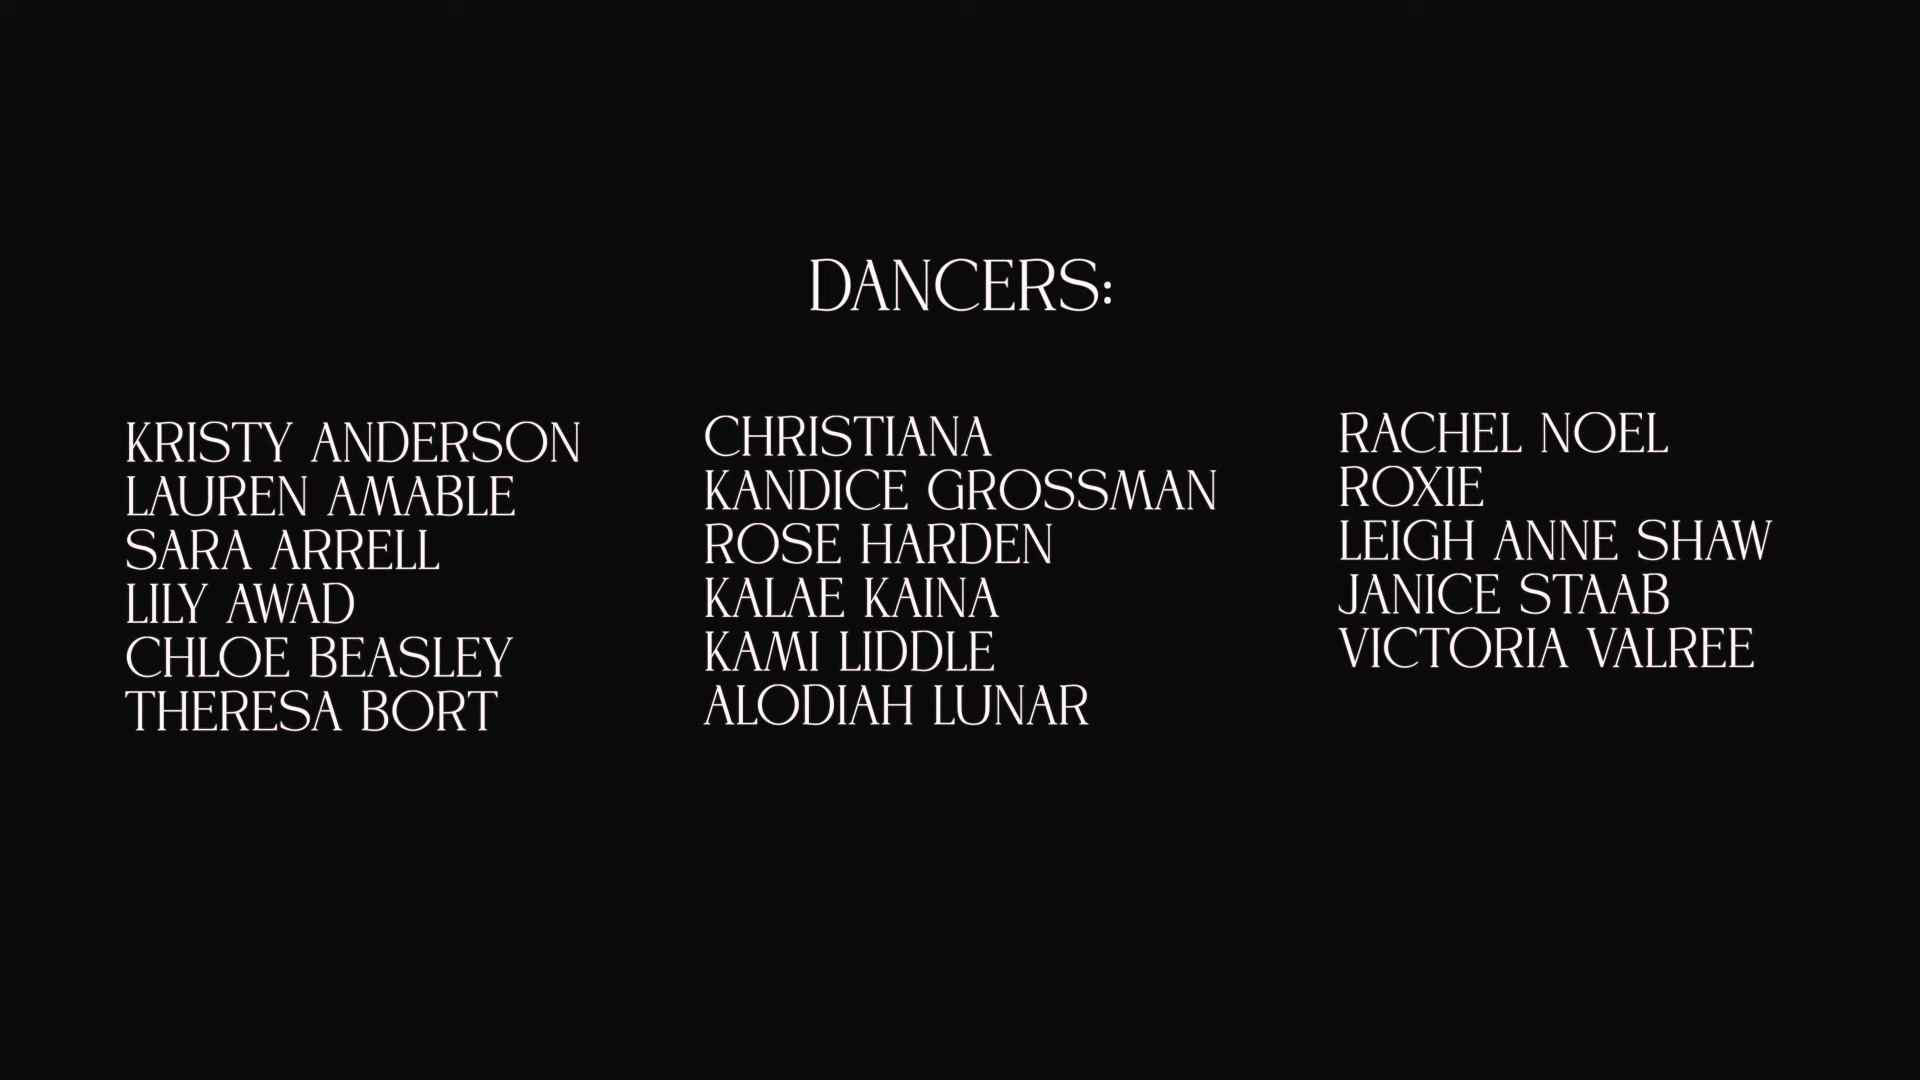 DANCERS:
KRISTY ANDERSON
LAUREN AMABLE
SARA ARRELL
LILY AWAD
CHLOE BEASLEY
THERESA BORT
CHRISTIANA
KANDICE GROSSMAN
ROSE HARDEN
KALAE KAINA
KAMI LIDDLE
ALODIAH LUNAR
RACHEL NOEL
ROXIE
LEIGH ANNE SHAW
JANICE STAAB
VICTORIA VALREE